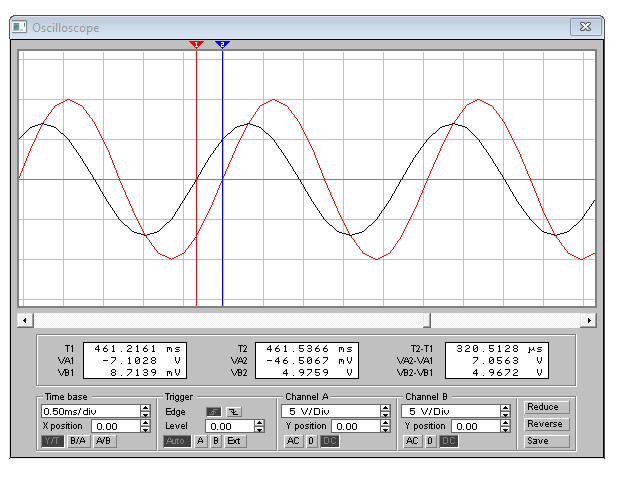 Oscilloscope
1 2
T1 461.2161 ms T2 461.5366 ms T2-T1 320.5128 µs
VA1 -7.1028 V VA2 -46.5067 mV VA2-VA1 7.0563 V
VB1 8.7139 mV VB2 4.9759 V VB2-VB1 4.9672 V
Time base Trigger Channel A Channel B
0.50ms/div Edge 5 V/Div 5 V/Div Reduce
X position 0.00 Level 0.00 Y position 0.00 Y position 0.00 Reverse
Y/T B/A A/B Auto A B Ext AC 0 DC AC 0 DC Save